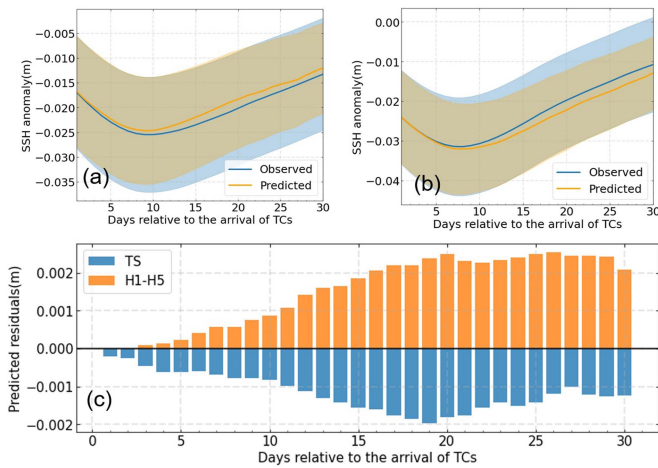 −0.005
−0.010
−0.015
−0.020
−0.025
−0.030
−0.035
SSH anomaly(m)
(a)
Observed
Predicted
5 10 15 20 25 30
Days relative to the arrival of TCs
0.00
−0.01
−0.02
−0.03
−0.04
SSH anomaly(m)
(b)
Observed
Predicted
5 10 15 20 25 30
Days relative to the arrival of TCs
TS
H1-H5
0.002
0.001
0.000
−0.001
−0.002
Predicted residuals(m)
(c)
0 5 10 15 20 25 30
Days relative to the arrival of TCs